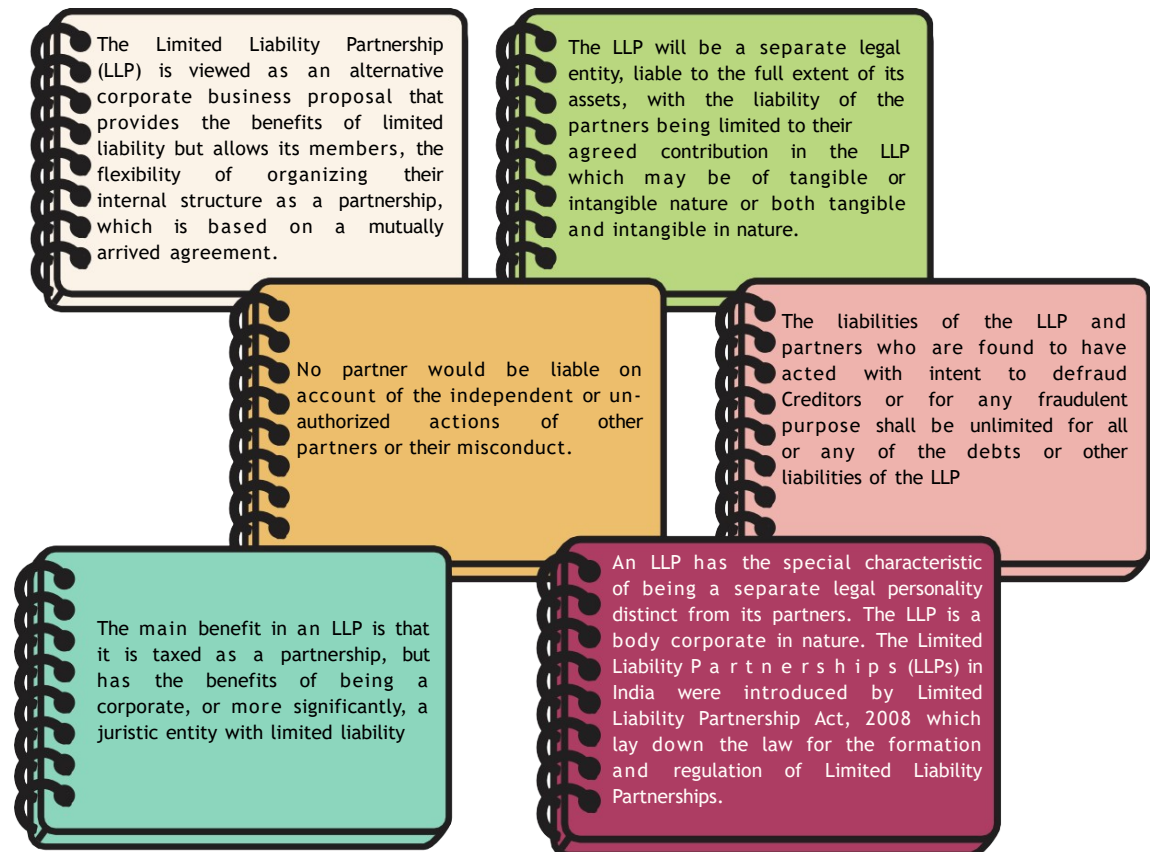 The Limited Liability Partnership
(LLP) is viewed as an alternative
corporate business proposal that
provides the benefits of limited
liability but allows its members, the
flexibility of organizing their
internal structure as a partnership,
which is based on a mutually
arrived agreement.
The LLP will be a separate legal
entity, liable to the full extent of its
assets, with the liability of the
partners being limited to their
agreed contribution in the LLP
which may be of tangible or
intangible nature or both tangible
and intangible in nature.
No partner would be liable on
account of the independent or un-
authorized actions of other
partners or their misconduct.
The liabilities of the LLP and
partners who are found to have
acted with intent to defraud
Creditors or for any fraudulent
purpose shall be unlimited for all
or any of the debts or other
liabilities of the LLP
The main benefit in an LLP is that
it is taxed as a partnership, but
has the benefits of being a
corporate, or more significantly, a
juristic entity with limited liability
An LLP has the special characteristic
of being a separate legal personality
distinct from its partners. The LLP is a
body corporate in nature. The Limited
Liability P a r t n e r s h i p s (LLPs) in
India were introduced by Limited
Liability Partnership Act, 2008 which
lay down the law for the formation
and regulation of Limited Liability
Partnerships.